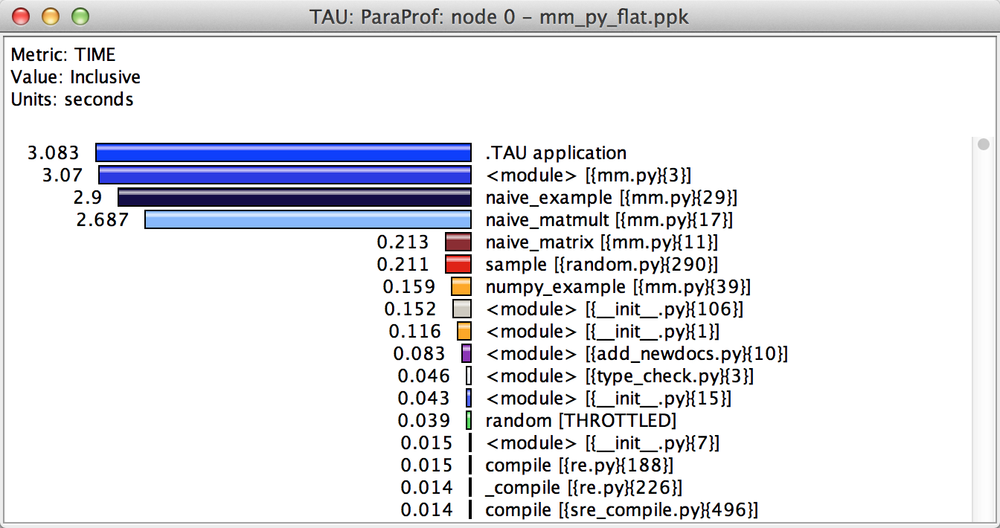 TAU: ParaProf: node 0 – mm_py_flat.ppk
Metric: TIME
Value: Inclusive
Units: seconds
3.083 .TAU application
3.07 <module> [{mm.py}{3}]
2.9 naive_example [{mm.py}{29}]
2.687 naive_matmult [{mm.py}{17}]
0.213 naive_matrix [{mm.py}{11}]
0.211 sample [{random.py}{290}]
0.159 numpy_example [{mm.py}{39}]
0.152 <module> [{__init__.py}{106}]
0.116 <module> [{__init__.py}{1}]
0.083 <module> [{add_newdocs.py}{10}]
0.046 <module> [{type_check.py}{3}]
0.043 <module> [{__init__.py}{15}]
0.039 random [THROTTLED]
0.015 <module> [{__init__.py}{7}]
0.015 compile [{re.py}{188}]
0.014 _compile [{re.py}{226}]
0.014 compile [{sre_compile.py}{496}]